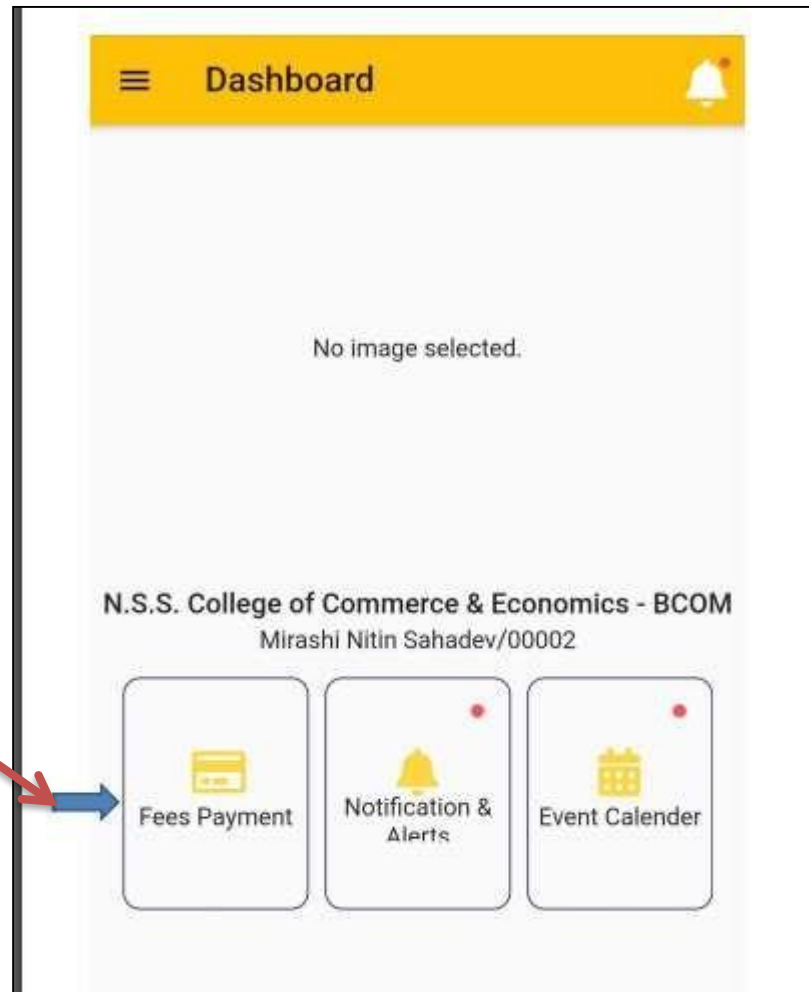 Dashboard
No image selected.
N.S.S. College of Commerce & Economics - BCOM
Mirashi Nitin Sahadev/00002
Fees Payment
Notification &
Alerts
Event Calender